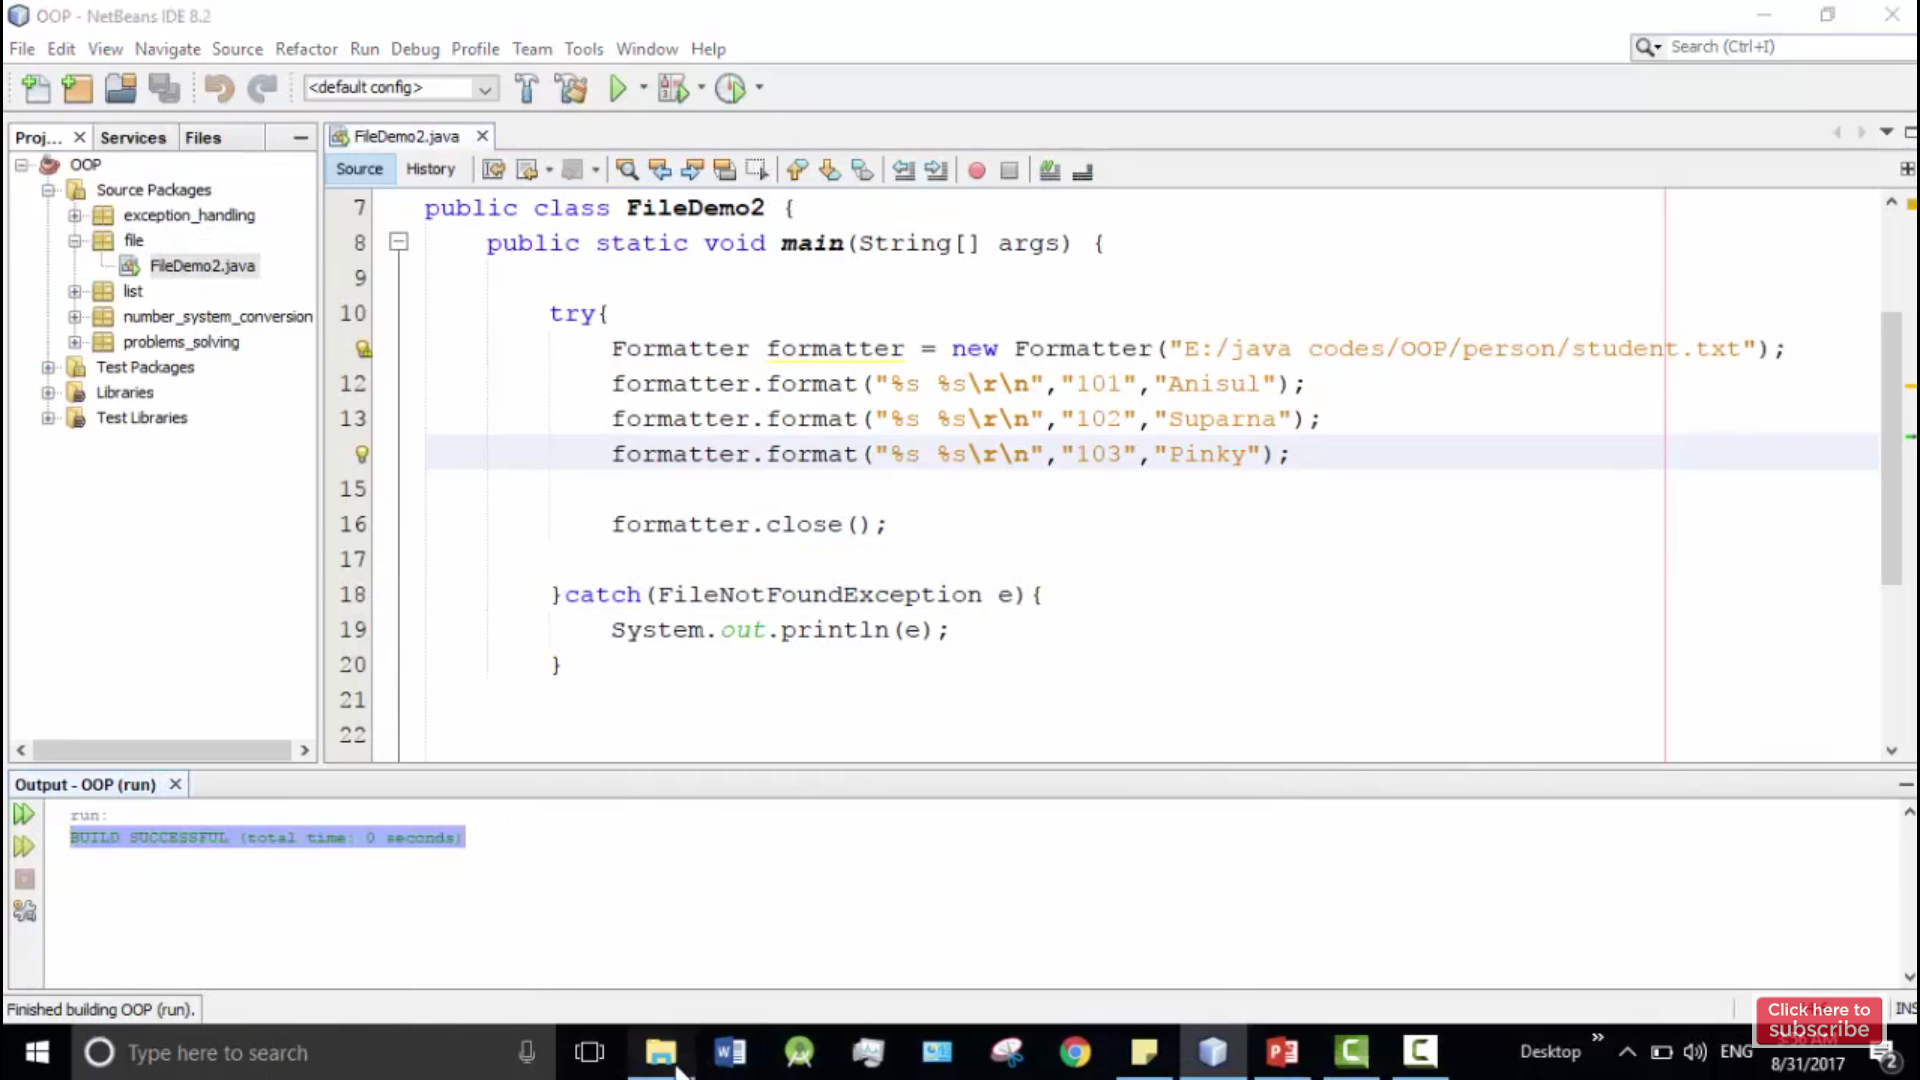 OOP - NetBeans IDE 8.2
File Edit View Navigate Source Refactor Run Debug Profile Team Tools Window Help
Search (Ctrl+I)
<default config>
Proj... Services Files
FileDemo2.java
OOP
Source History
Source Packages
exception_handling
file
FileDemo2.java
list
number_system_conversion
problems_solving
Test Packages
Libraries
Test Libraries
7 public class FileDemo2 {
8 public static void main(String[] args) {
9
10 try{
Formatter formatter = new Formatter("E:/java codes/OOP/person/student.txt");
12 formatter.format("%s %s\r\n","101","Anisul");
13 formatter.format("%s %s\r\n","102","Suparna");
formatter.format("%s %s\r\n","103","Pinky");
15
16 formatter.close();
17
18 }catch(FileNotFoundException e){
19 System.out.println(e);
20 }
21
22
Output - OOP (run)
run:
BUILD SUCCESSFUL (total time: 0 seconds)
Finished building OOP (run).
INS
Click here to
subscribe
Type here to search
Desktop
ENG
8/31/2017
2